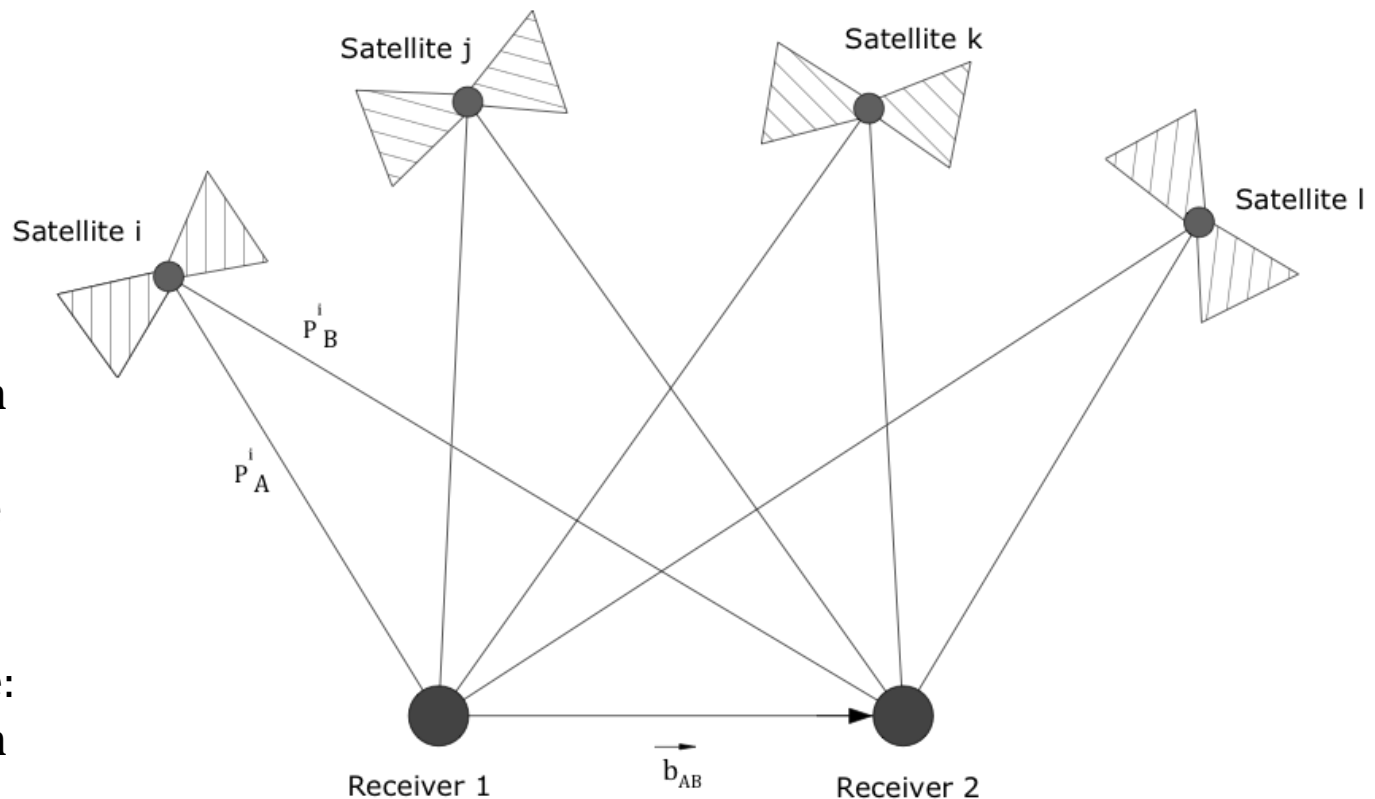 Satellite j
Satellite k
Satellite l
Satellite i
P^i_B
P^i_A
b_AB
Receiver 1
Receiver 2